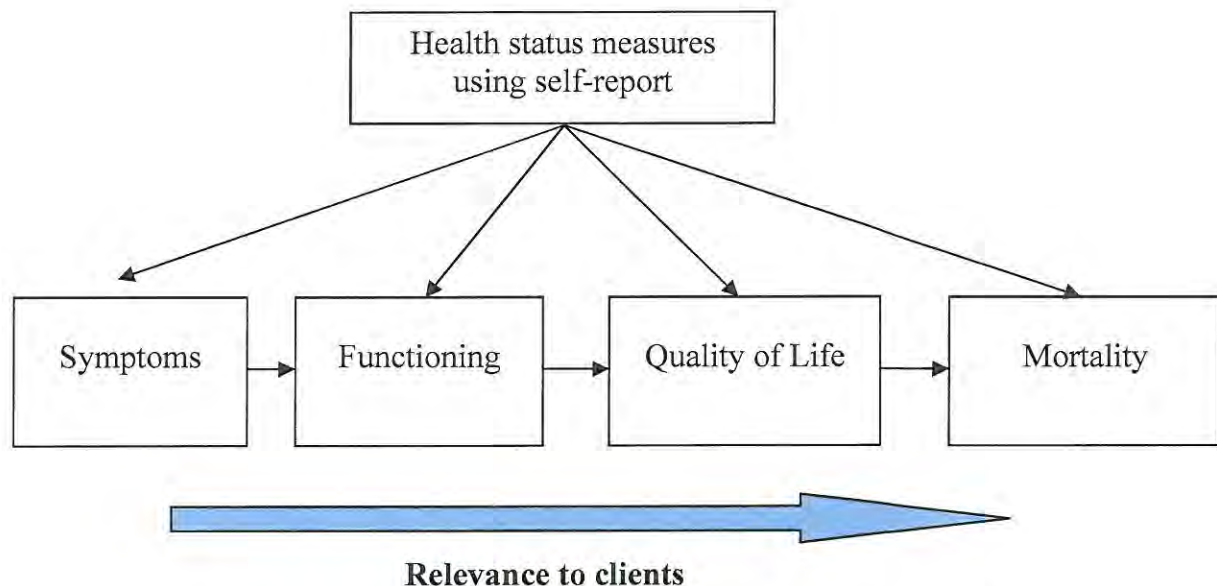 Health status measures
using self-report
Symptoms
Functioning
Quality of Life
Mortality
Relevance to clients